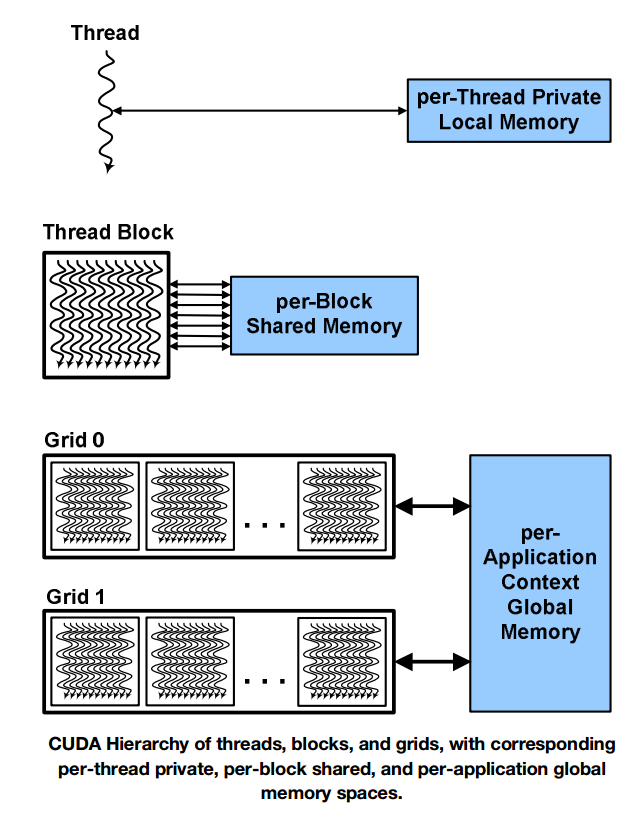 Thread
per-Thread Private
Local Memory
Thread Block
per-Block
Shared Memory
Grid 0
. . .
per-
Application
Context
Global
Memory
Grid 1
. . .
CUDA Hierarchy of threads, blocks, and grids, with corresponding
per-thread private, per-block shared, and per-application global
memory spaces.